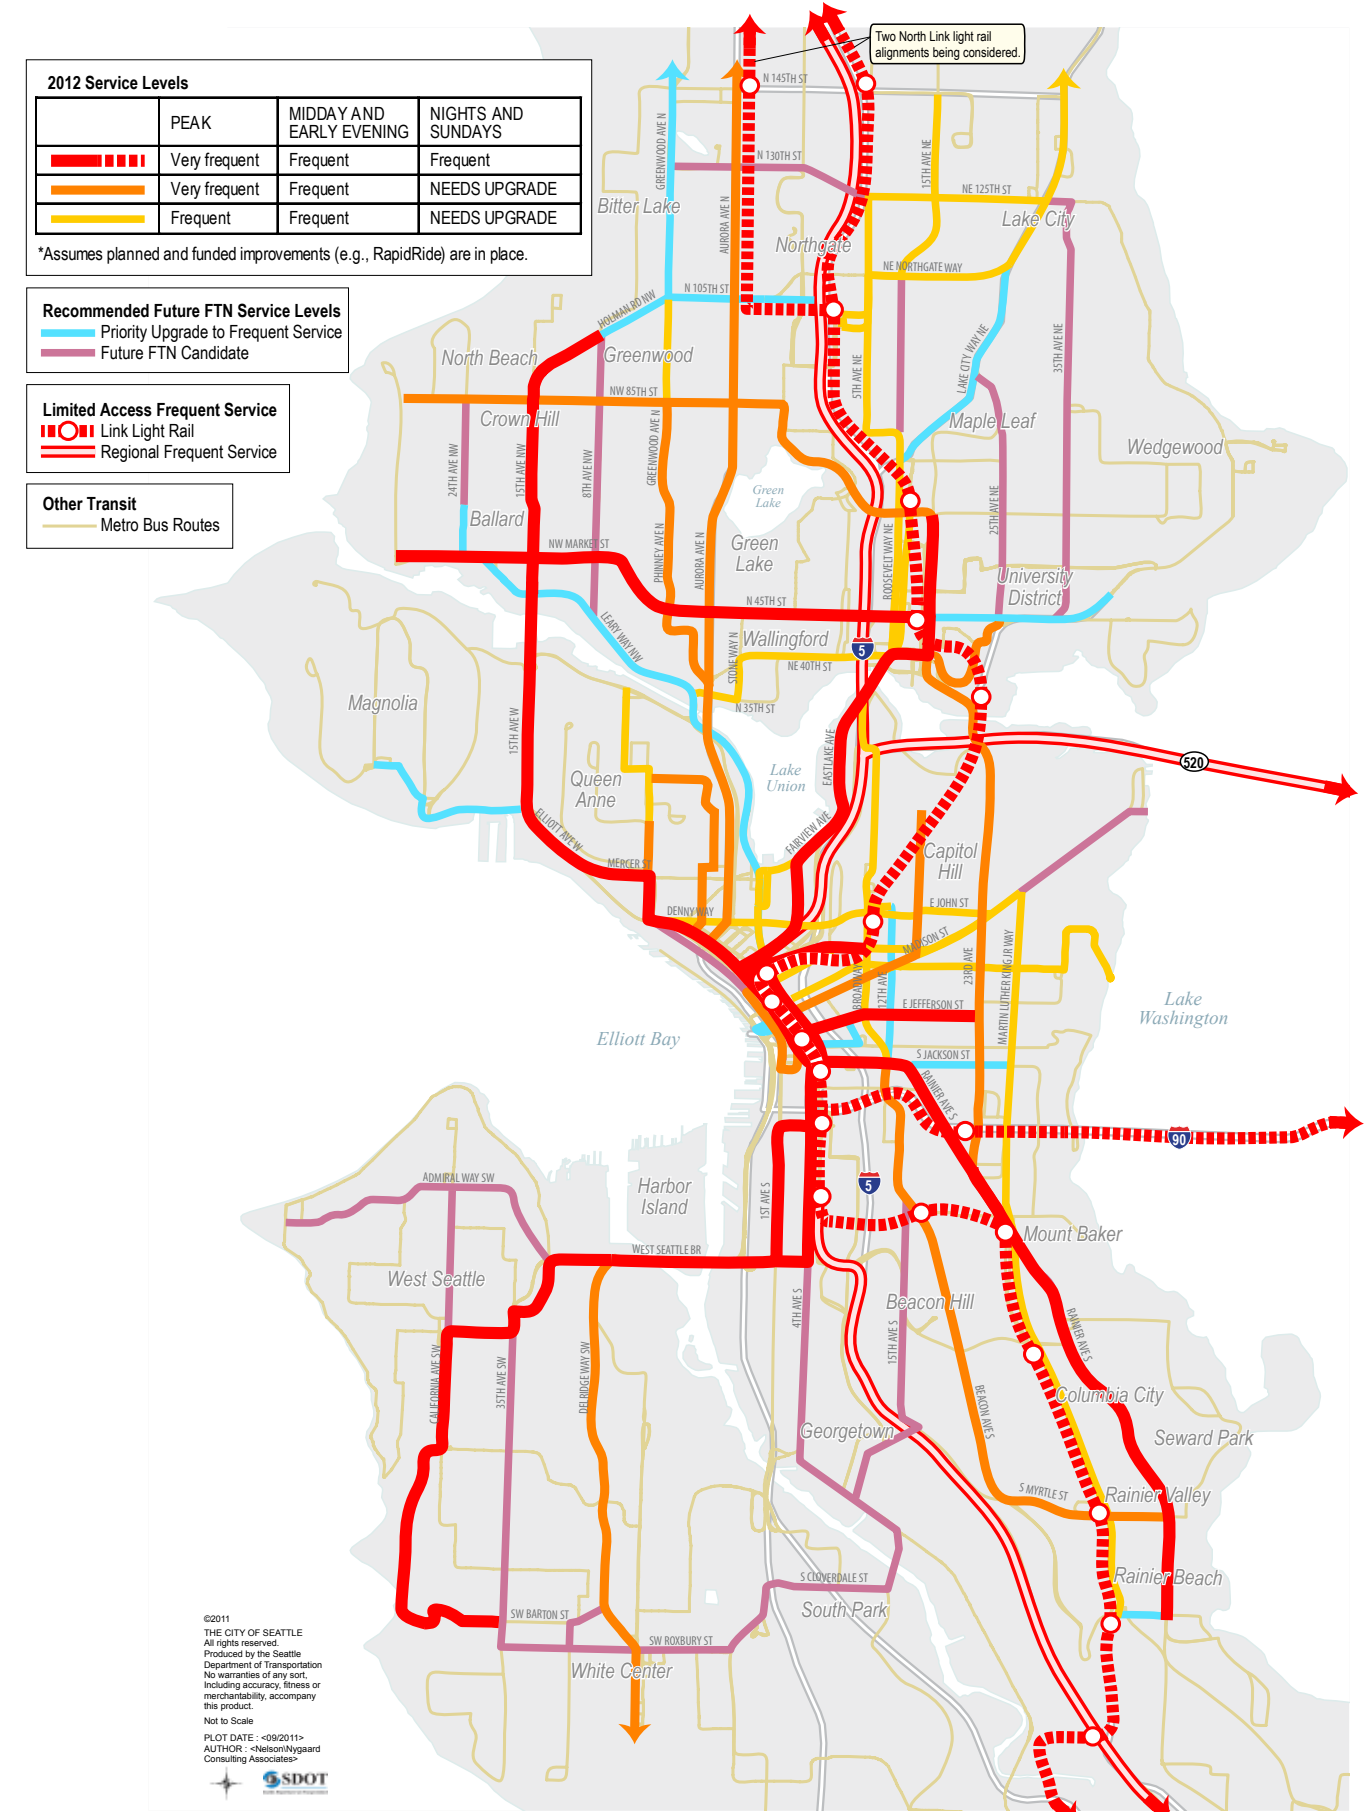 Two North Link light rail
alignments being considered.
2012 Service Levels
PEAK
MIDDAY AND
EARLY EVENING
NIGHTS AND
SUNDAYS
Very frequent Frequent Frequent
Very frequent Frequent NEEDS UPGRADE
Frequent Frequent NEEDS UPGRADE
*Assumes planned and funded improvements (e.g., RapidRide) are in place.
Recommended Future FTN Service Levels
Priority Upgrade to Frequent Service
Future FTN Candidate
Limited Access Frequent Service
Link Light Rail
Regional Frequent Service
Other Transit
Metro Bus Routes
N 145TH ST
GREENWOOD AVE N
N 130TH ST
15TH AVE NE
NE 125TH ST
Bitter Lake
AURORA AVE N
Lake City
Northgate
NE NORTHGATE WAY
N 105TH ST
HOLMAN RD NW
North Beach
Greenwood
5TH AVE NE
LAKE CITY WAY NE
35TH AVE NE
NW 85TH ST
Crown Hill
Maple Leaf
Wedgewood
24TH AVE NW
15TH AVE NW
8TH AVE NW
GREENWOOD AVE N
Green
Lake
Ballard
25TH AVE NE
NW MARKET ST
PHINNEY AVE N
AURORA AVE N
Green
Lake
ROOSEVELT WAY NE
University
District
N 45TH ST
LEARY WAY NW
STONE WAY N
Wallingford
5
NE 40TH ST
Magnolia
N 35TH ST
15TH AVE W
EASTLAKE AVE
520
Queen
Anne
Lake
Union
ELLIOTT AVE W
FAIRVIEW AVE
MERCER ST
Capitol
Hill
DENNY WAY
E JOHN ST
MADISON ST
BROADWAY
12TH AVE
23RD AVE
MARTIN LUTHER KING JR WAY
Lake
Washington
E JEFFERSON ST
Elliott Bay
S JACKSON ST
RAINIER AVE S
90
ADMIRAL WAY SW
Harbor
Island
1ST AVE S
5
Mount Baker
WEST SEATTLE BR
West Seattle
4TH AVE S
Beacon Hill
15TH AVE S
RAINIER AVE S
CALIFORNIA AVE SW
35TH AVE SW
DELRIDGE WAY SW
BEACON AVE S
Columbia City
Georgetown
Seward Park
S MYRTLE ST
Rainier Valley
S CLOVERDALE ST
Rainier Beach
South Park
SW BARTON ST
SW ROXBURY ST
White Center
©2011
THE CITY OF SEATTLE
All rights reserved.
Produced by the Seattle
Department of Transportation
No warranties of any sort,
Including accuracy, fitness or
merchantability, accompany
this product.
Not to Scale
PLOT DATE : <09/2011>
AUTHOR : <Nelson\Nygaard
Consulting Associates>
SDOT